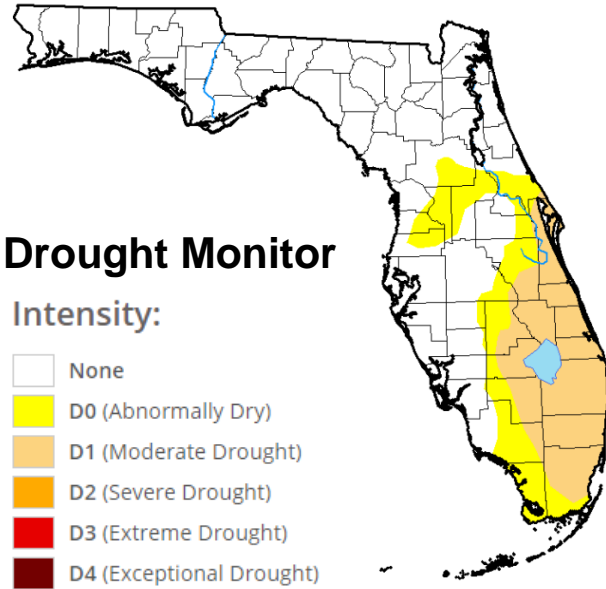 Drought Monitor
Intensity:
None
D0 (Abnormally Dry)
D1 (Moderate Drought)
D2 (Severe Drought)
D3 (Extreme Drought)
D4 (Exceptional Drought)